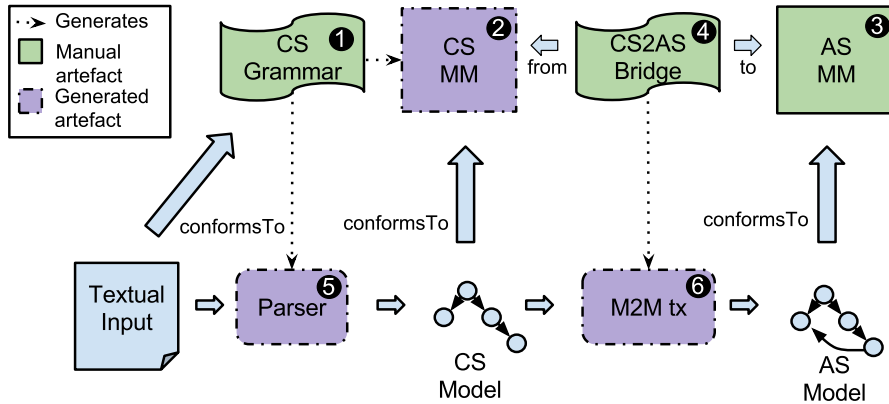 Generates
Manual
artefact
Generated
artefact
CS
Grammar
1
CS
MM
2
from
CS2AS
Bridge
4
to
AS
MM
3
conformsTo
conformsTo
conformsTo
Textual
Input
Parser
5
CS
Model
M2M tx
6
AS
Model